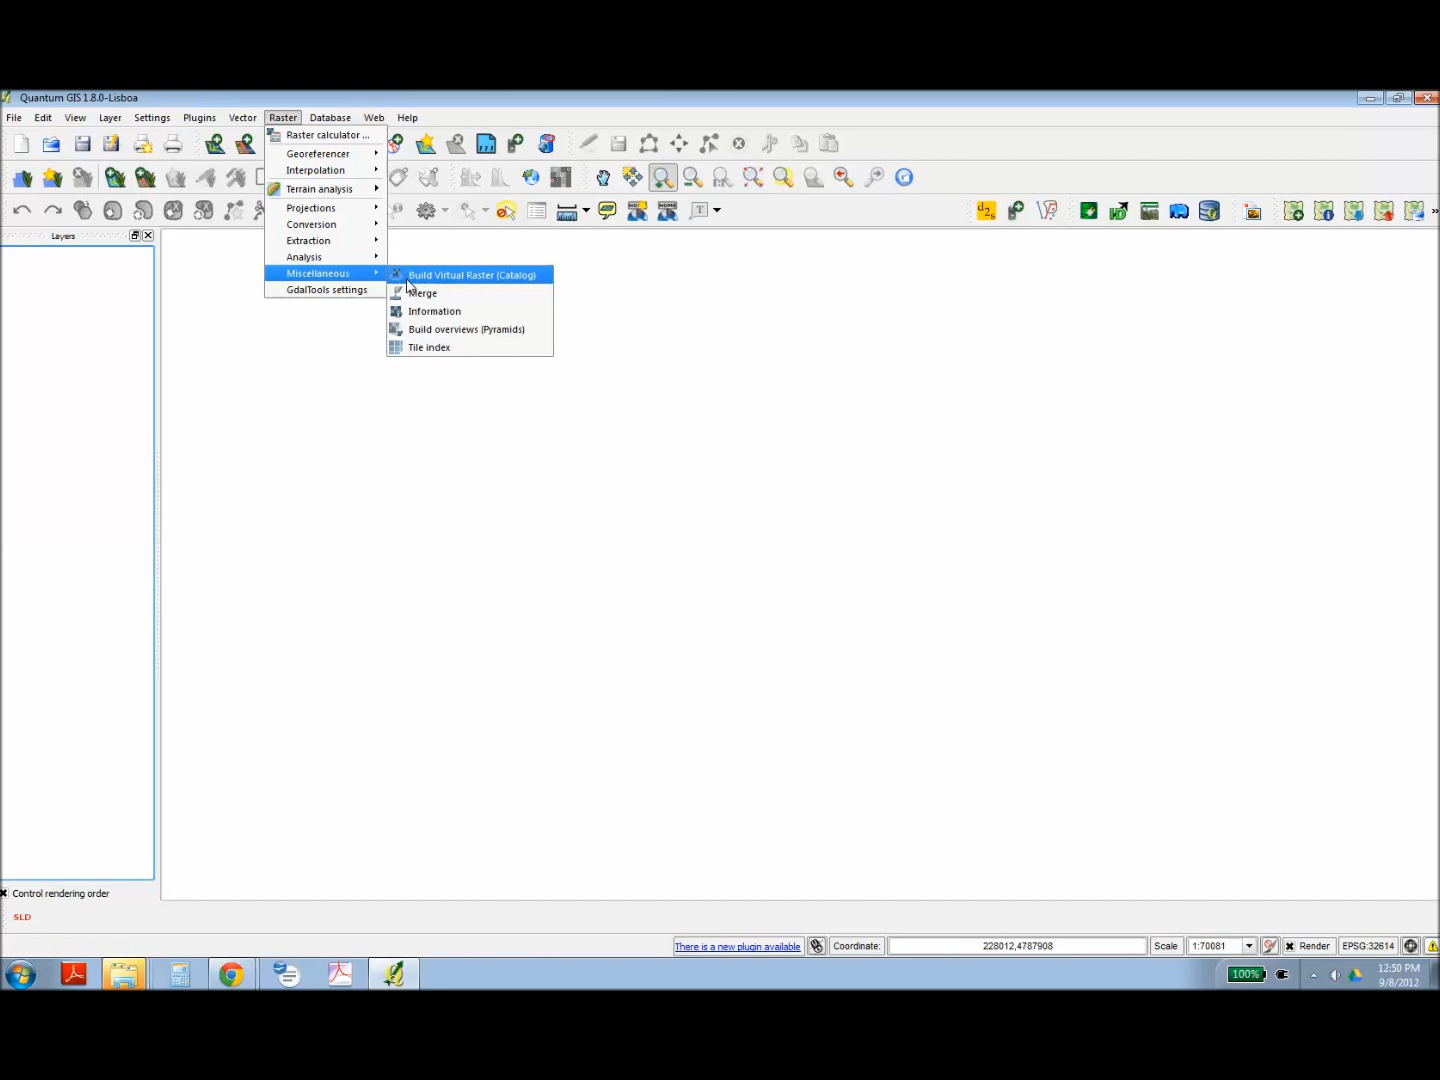 Quantum GIS 1.8.0-Lisboa
File Edit View Layer Settings Plugins Vector Raster Database Web Help
Raster calculator ...
Georeferencer
Interpolation
Terrain analysis
Projections
Conversion
Extraction
Analysis
Miscellaneous
GdalTools settings
Build Virtual Raster (Catalog)
Merge
Information
Build overviews (Pyramids)
Tile index
T
d2s
»
Layers
Control rendering order
SLD
There is a new plugin available Coordinate: 228012,4787908 Scale 1:70081 Render EPSG:32614
100% 12:50 PM
9/8/2012